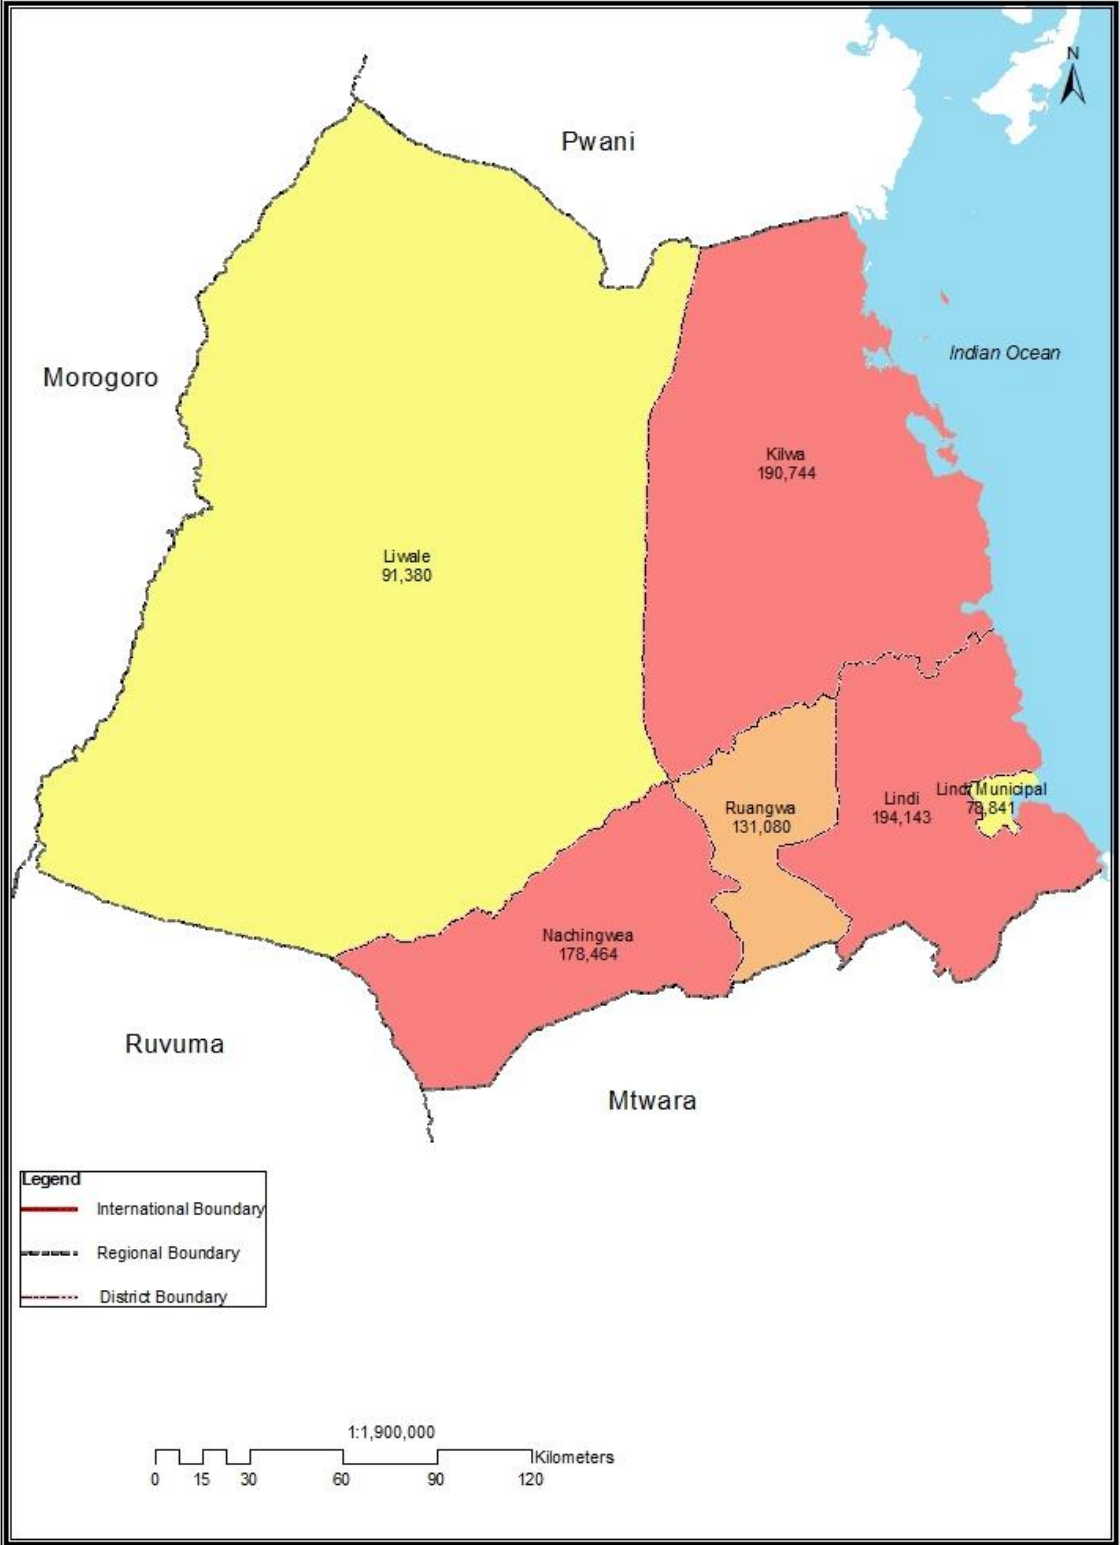 N
Pwani
Indian Ocean
Morogoro
Kilwa
190,744
Liwale
91,380
Lindi Municipal
78,841
Lindi
194,143
Ruangwa
131,080
Nachingwea
178,464
Ruvuma
Mtwara
Legend
International Boundary
Regional Boundary
District Boundary
1:1,900,000
Kilometers
0 15 30 60 90 120